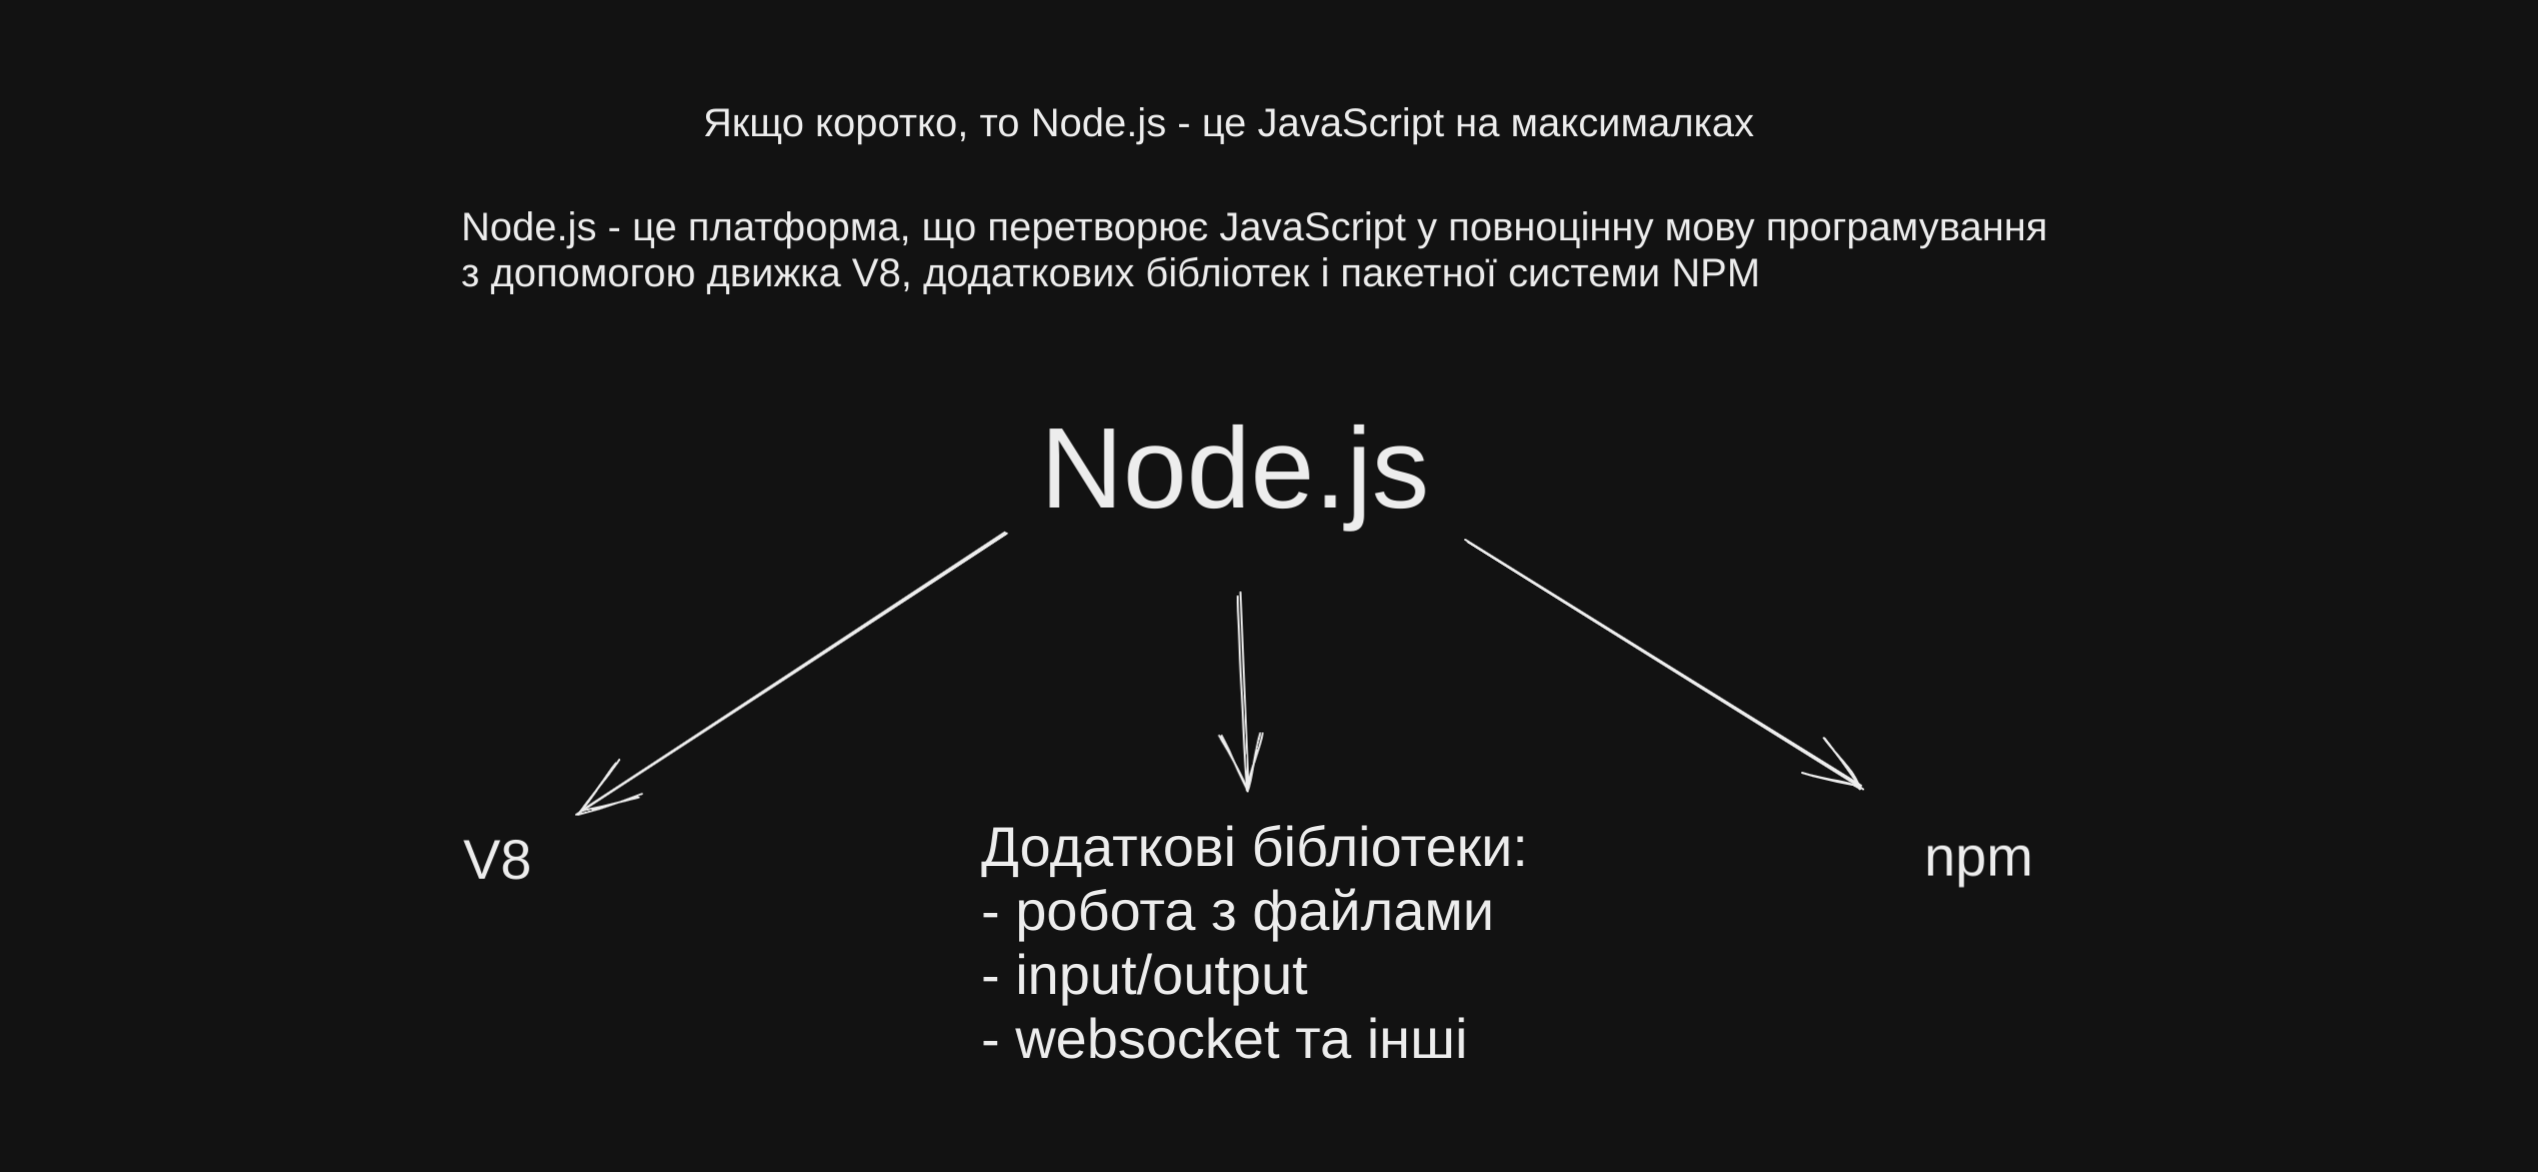 Якщо коротко, то Node.js - це JavaScript на максималках
Node.js - це платформа, що перетворює JavaScript у повноцінну мову програмування
з допомогою движка V8, додаткових бібліотек і пакетної системи NPM
Node.js
V8
Додаткові бібліотеки:
- робота з файлами
- input/output
- websocket та інші
npm